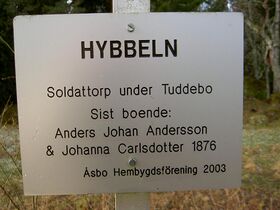 HYBBELN
Soldattorp under Tuddebo
Sist boende:
Anders Johan Andersson
& Johanna Carlsdotter 1876
Åsbo Hembygdsförening 2003